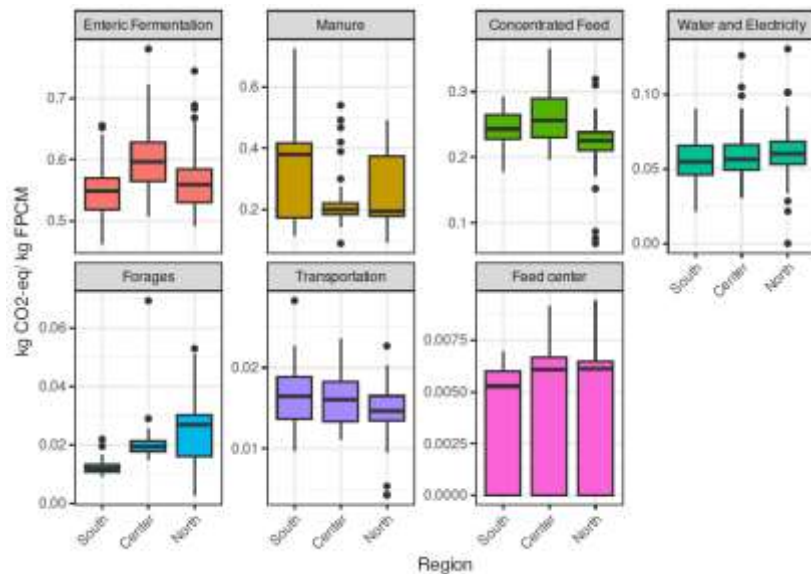 Enteric Fermentation
Manure
Concentrated Feed
Water and Electricity
0.7
0.6
0.5
0.6
0.4
0.2
0.3
0.2
0.1
0.10
0.05
0.00
South
Center
North
kg CO2-eq/ kg FPCM
Forages
Transportation
Feed center
0.06
0.04
0.02
0.00
0.02
0.01
0.0075
0.0050
0.0025
0.0000
South
Center
North
South
Center
North
South
Center
North
Region